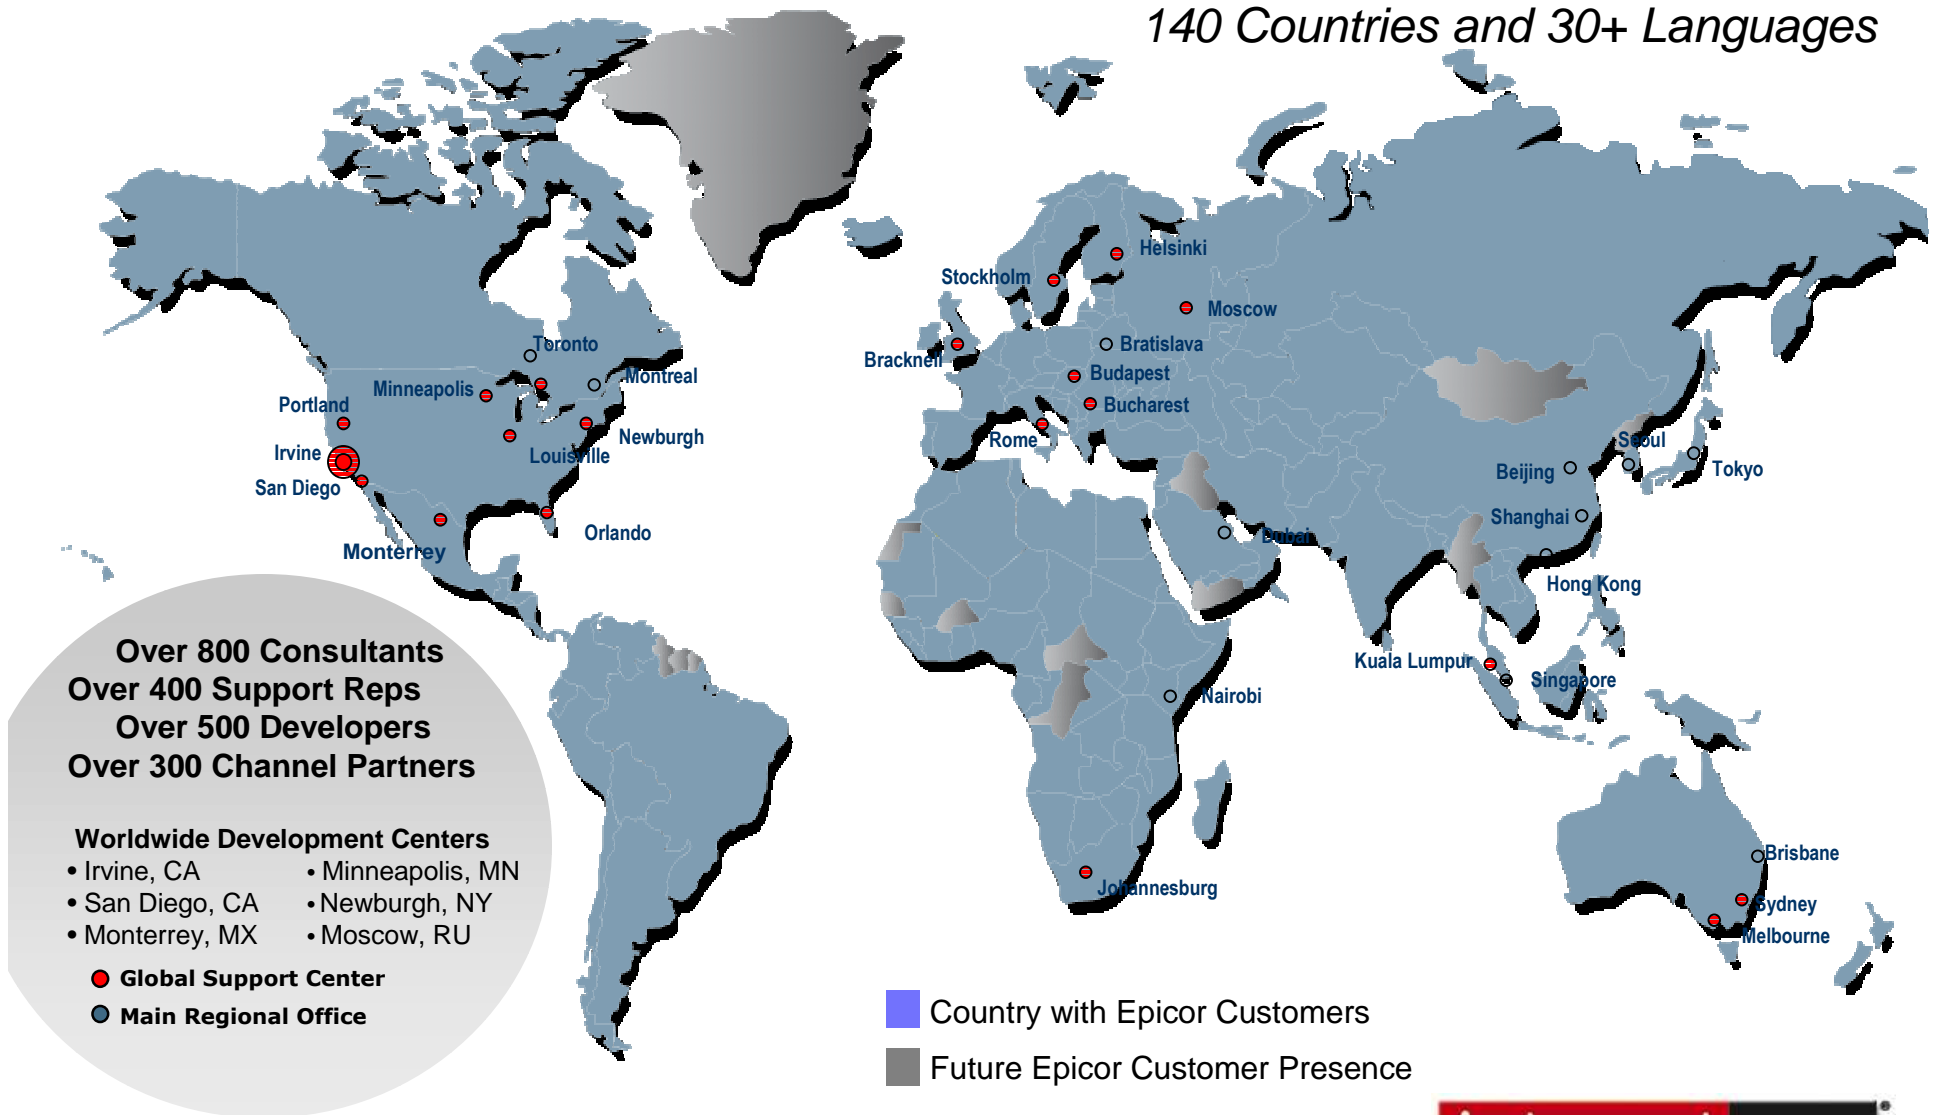 140 Countries and 30+ Languages
Helsinki
Stockholm
Moscow
Toronto
Bratislava
Bracknell
Montreal
Minneapolis
Budapest
Portland
Bucharest
Newburgh
Rome
Seoul
Irvine
Louisville
Beijing
Tokyo
San Diego
Shanghai
Orlando
Dubai
Monterrey
Hong Kong
Over 800 Consultants
Kuala Lumpur
Over 400 Support Reps
Singapore
Nairobi
Over 500 Developers
Over 300 Channel Partners
Worldwide Development Centers
• Irvine, CA • Minneapolis, MN
• San Diego, CA • Newburgh, NY
• Monterrey, MX • Moscow, RU
Brisbane
Johannesburg
Sydney
Melbourne
Global Support Center
Main Regional Office
Country with Epicor Customers
Future Epicor Customer Presence